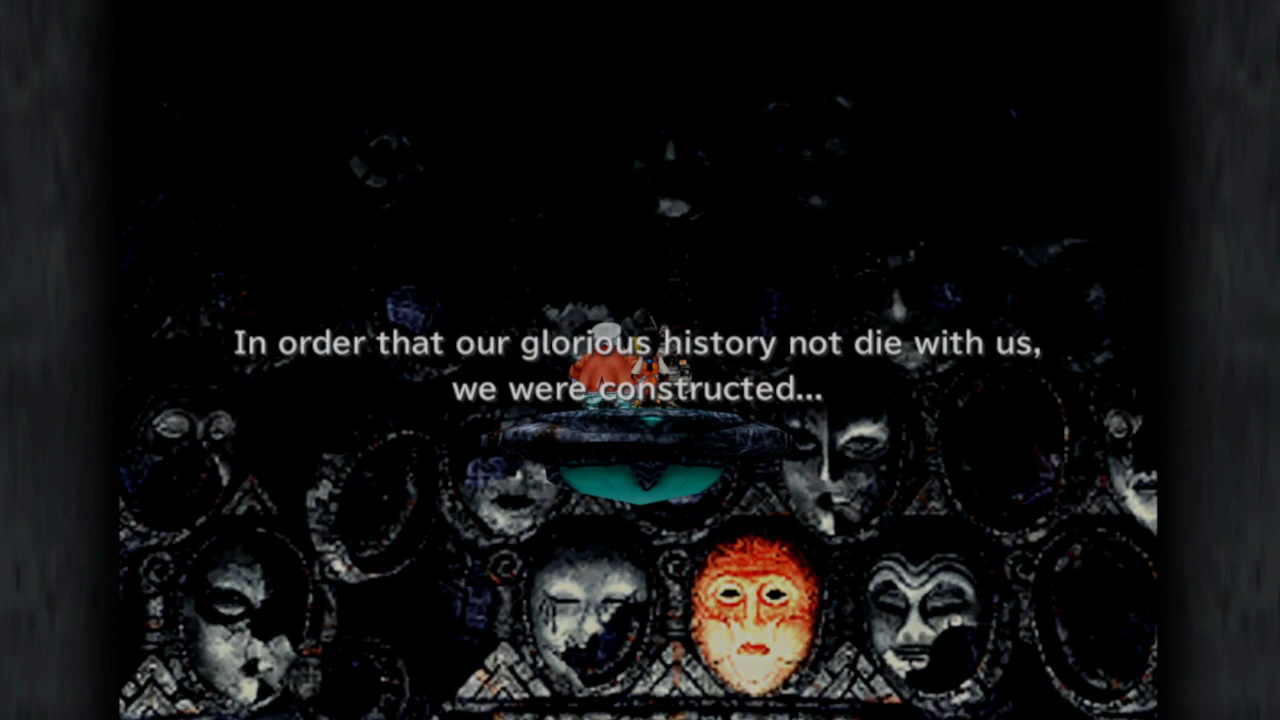 In order that our glorious history not die with us,
we were constructed...